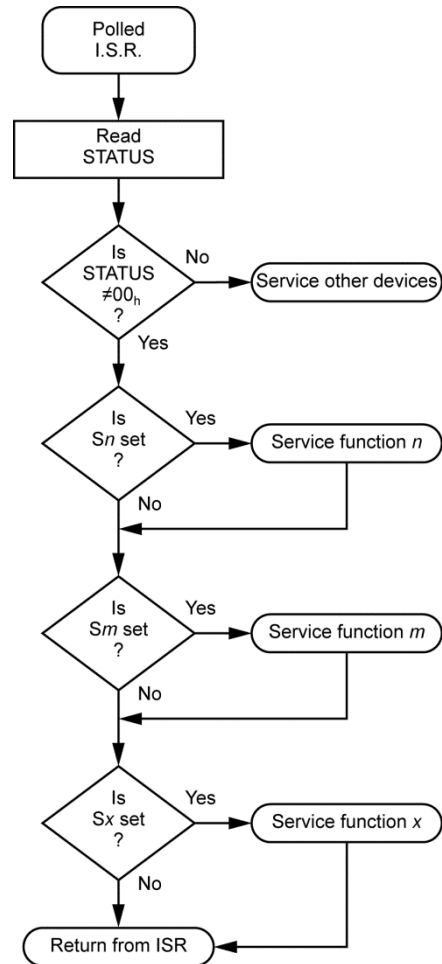 Polled
I.S.R.
Read
STATUS
Is
STATUS
≠00h
?
No
Service other devices
Yes
Is
Sn set
?
Yes
Service function n
No
Is
Sm set
?
Yes
Service function m
No
Is
Sx set
?
Yes
Service function x
No
Return from ISR